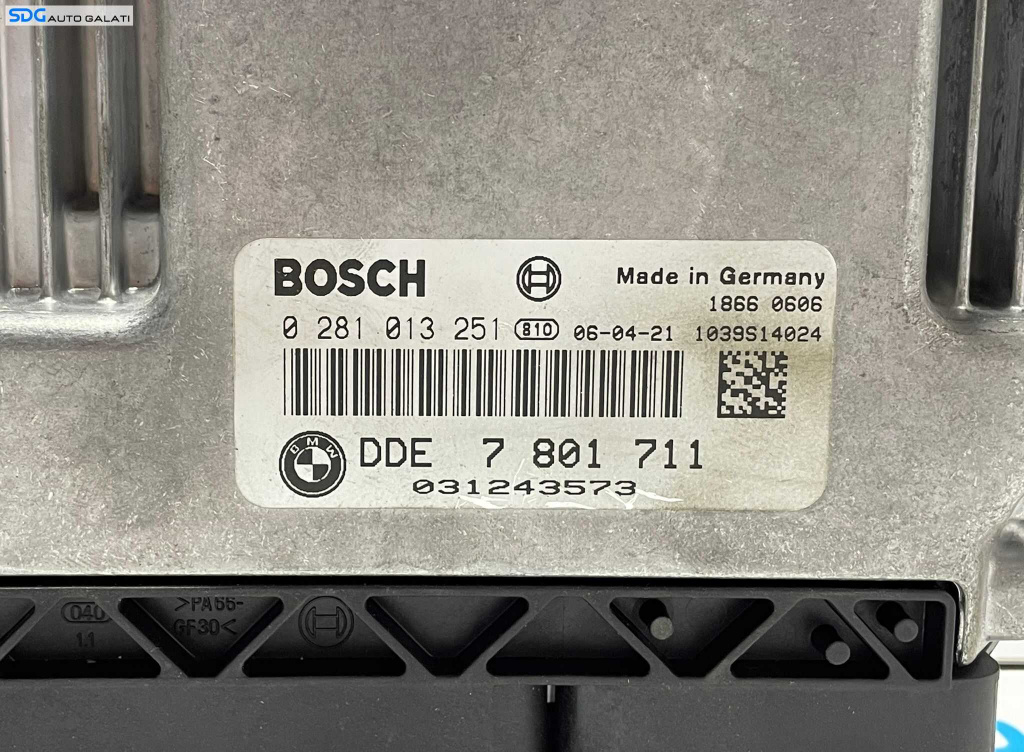 SDG AUTO GALATI
BOSCH
Made in Germany
1866 0606
0 281 013 251 810 06-04-21 1039S14024
BMW
DDE 7 801 711
031243573
040
1.1
>PA66-
GF30<